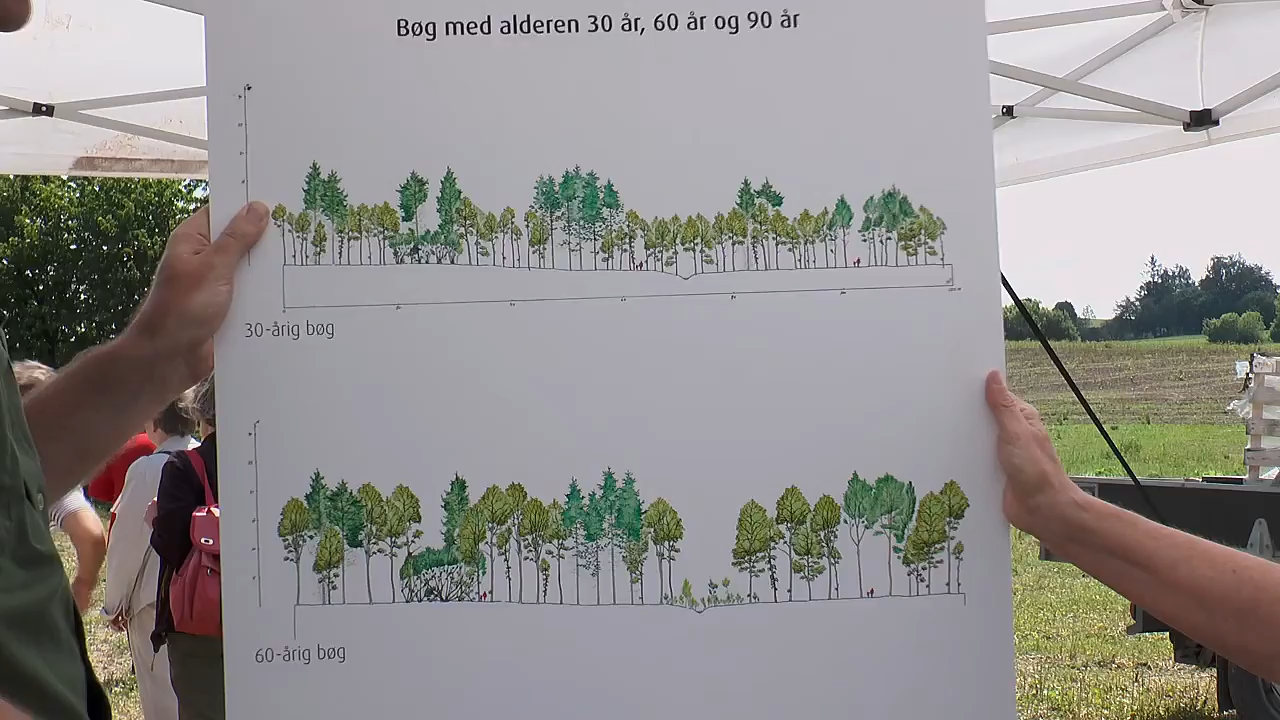 Bøg med alderen 30 år, 60 år og 90 år
30-årig bøg
60-årig bøg